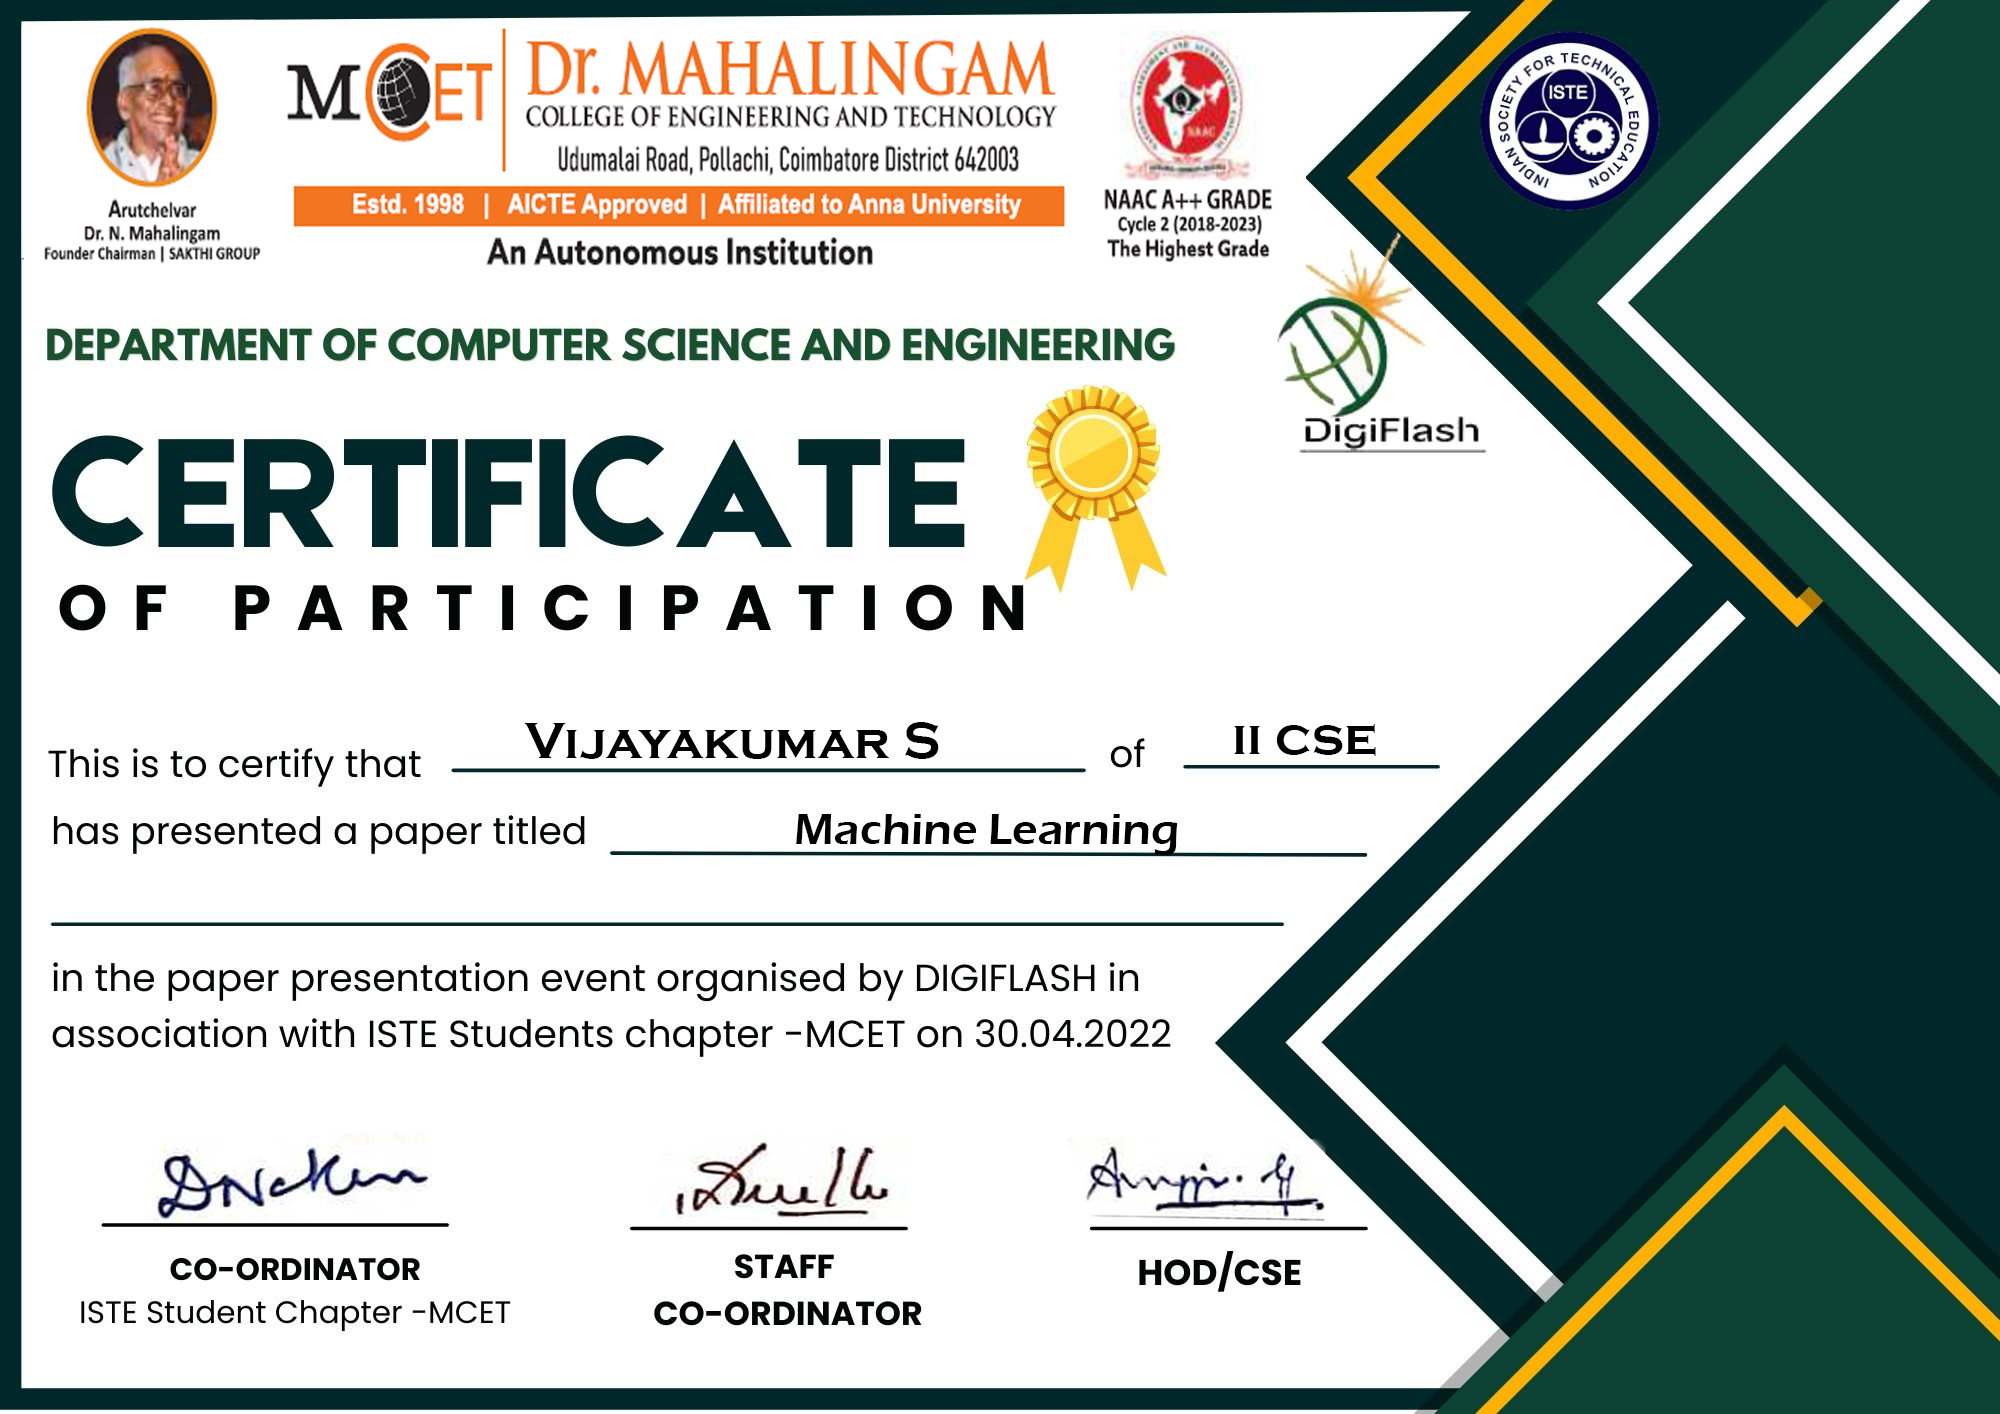 MCET
Dr. MAHALINGAM
COLLEGE OF ENGINEERING AND TECHNOLOGY
Udumalai Road, Pollachi, Coimbatore District 642003
Estd. 1998 | AICTE Approved | Affiliated to Anna University
An Autonomous Institution
Arutchelvar
Dr. N. Mahalingam
Founder Chairman | SAKTHI GROUP
NAAC
NAAC A++ GRADE
Cycle 2 (2018-2023)
The Highest Grade
INDIAN SOCIETY FOR TECHNICAL EDUCATION
ISTE
DigiFlash
DEPARTMENT OF COMPUTER SCIENCE AND ENGINEERING
CERTIFICATE
OF PARTICIPATION
This is to certify that VIJAYAKUMAR S of II CSE
has presented a paper titled Machine Learning
in the paper presentation event organised by DIGIFLASH in
association with ISTE Students chapter -MCET on 30.04.2022
CO-ORDINATOR
ISTE Student Chapter -MCET
STAFF
CO-ORDINATOR
HOD/CSE